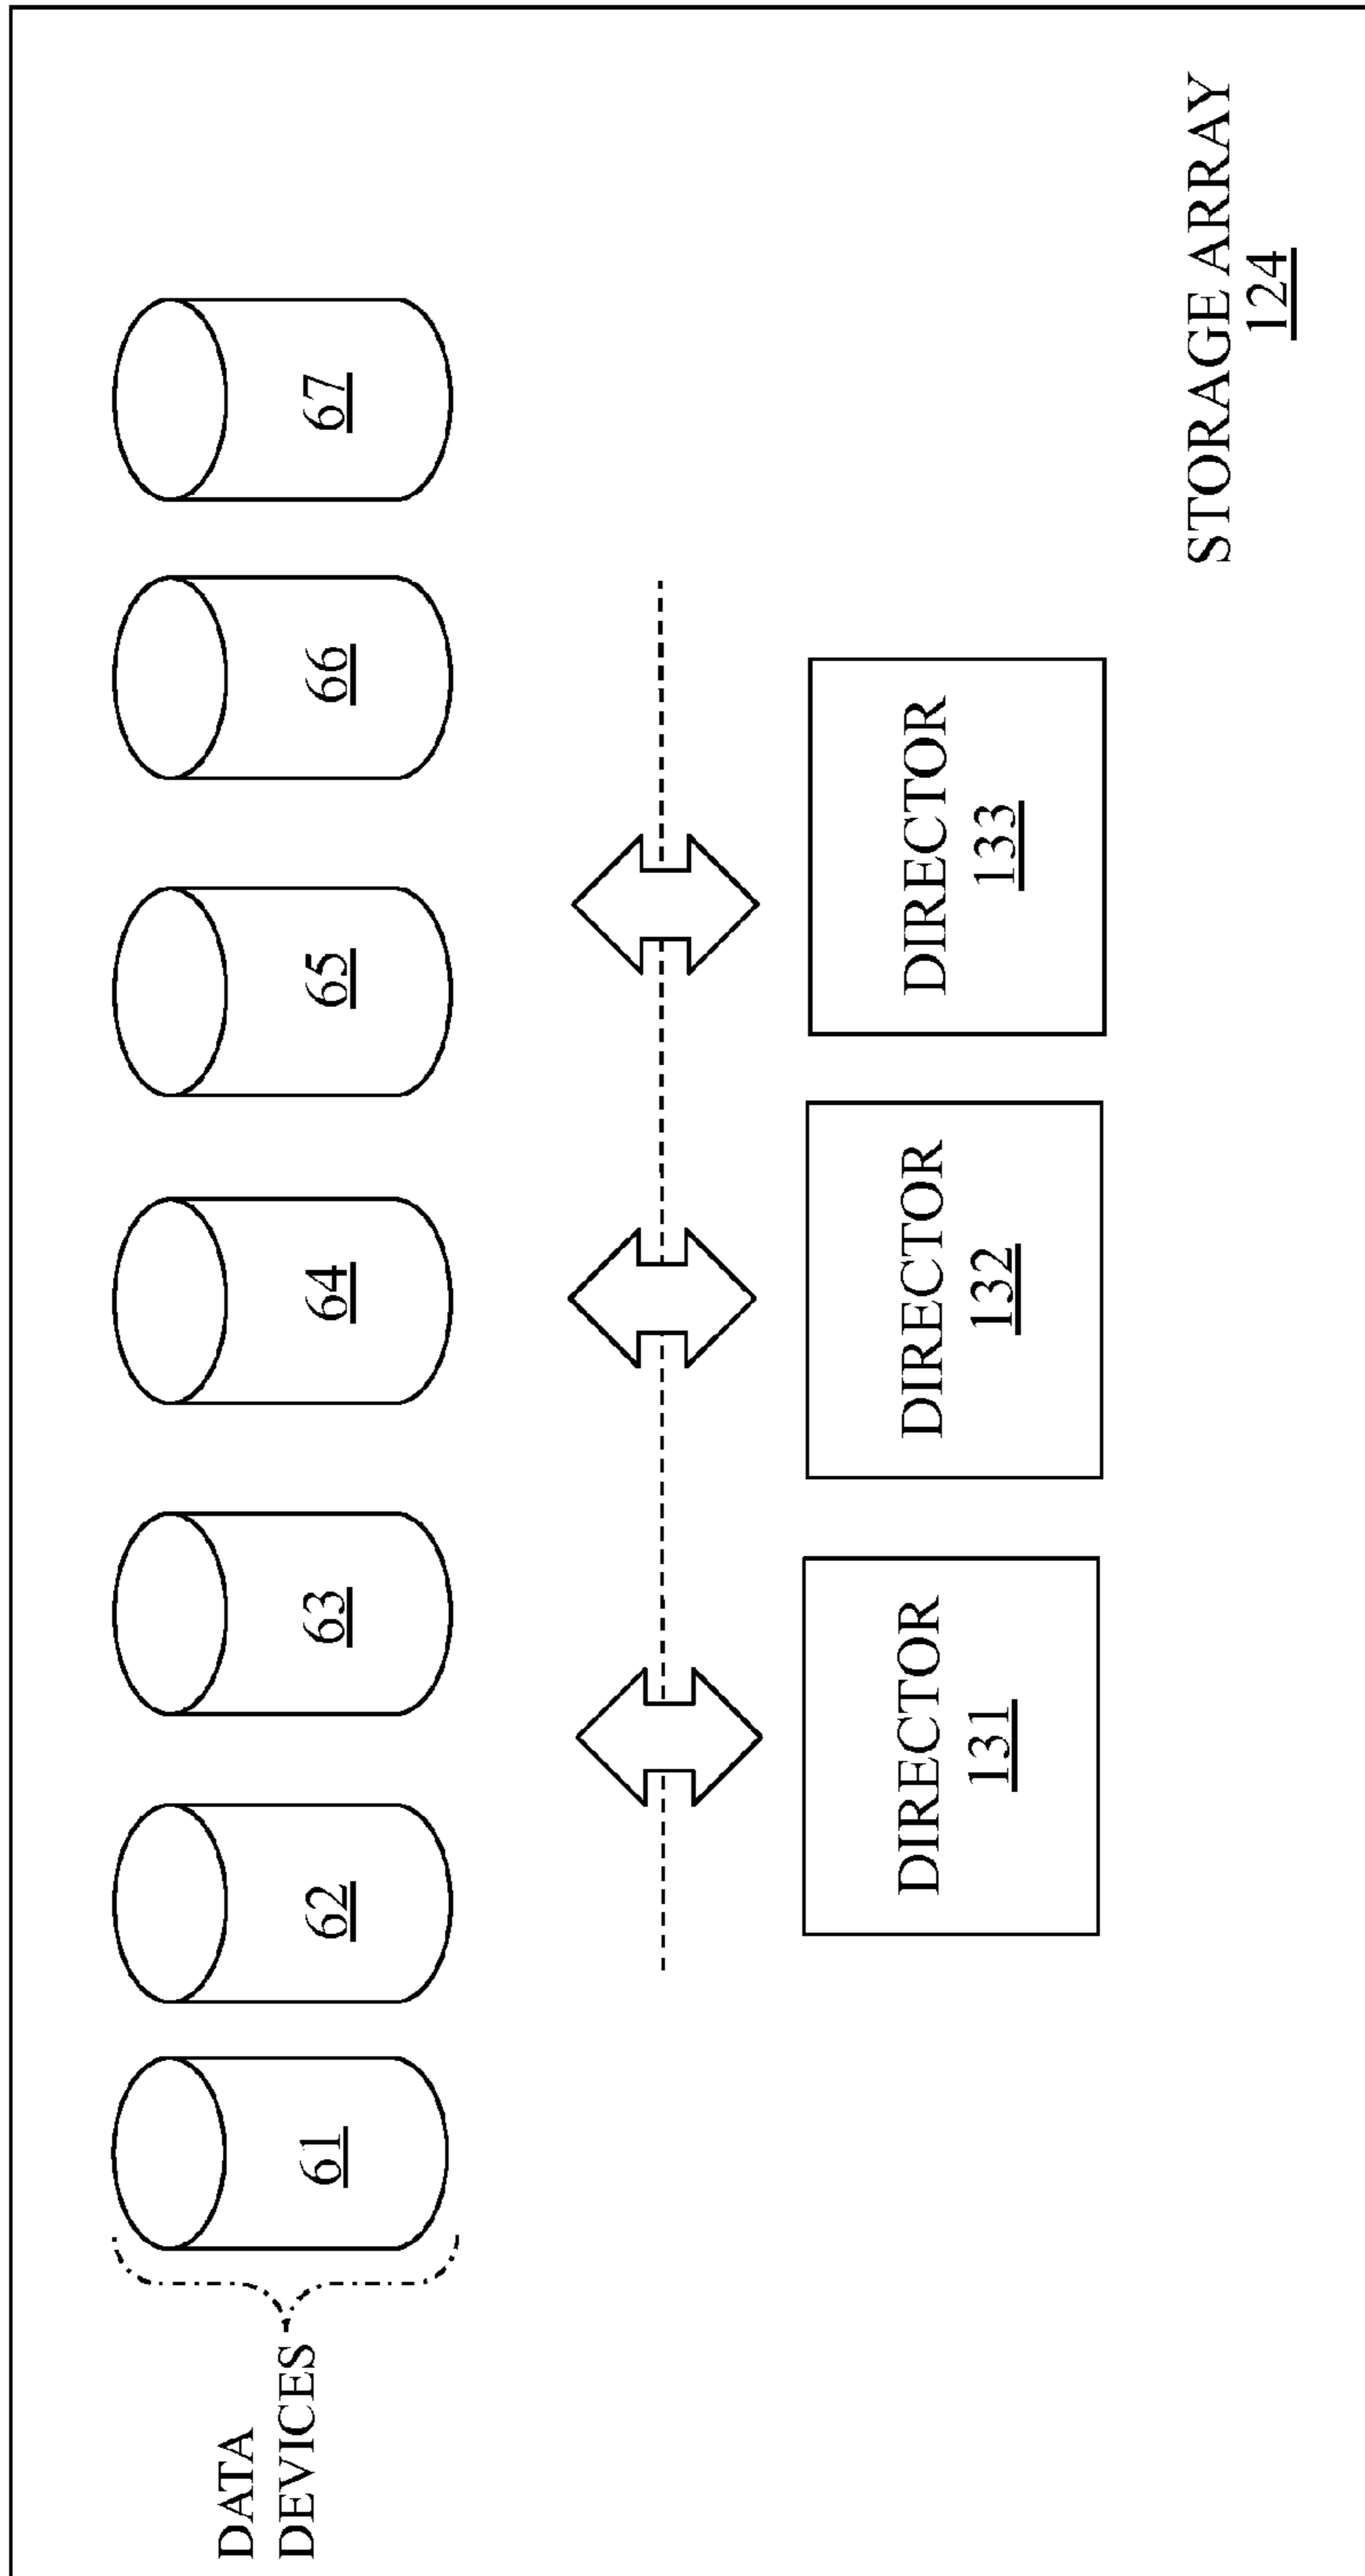 DATA
DEVICES
61
62
63
64
65
66
67
DIRECTOR
131
DIRECTOR
132
DIRECTOR
133
STORAGE ARRAY
124